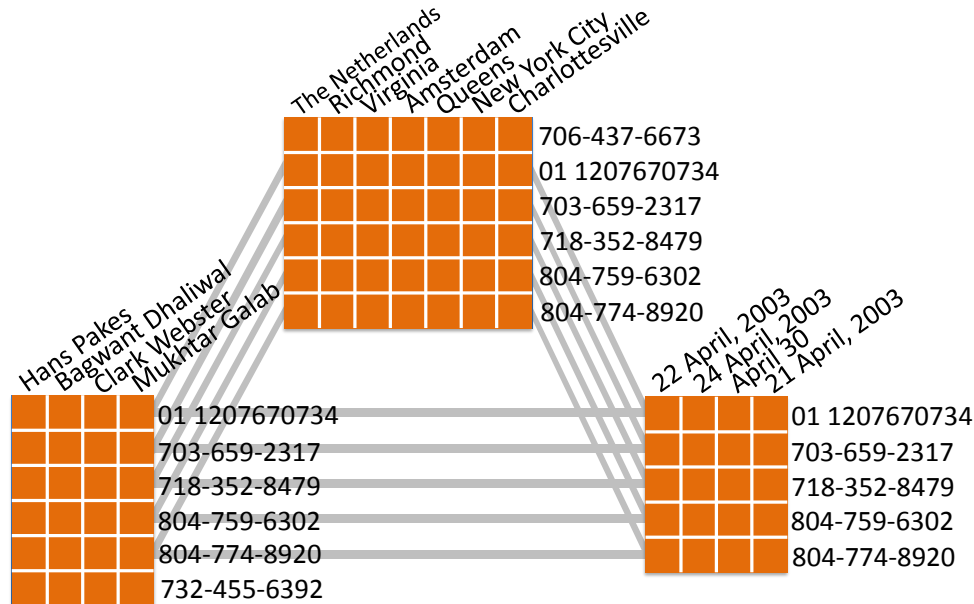 The Netherlands
Richmond
Virginia
Amsterdam
Queens
New York City
Charlottesville
706-437-6673
01 1207670734
703-659-2317
718-352-8479
804-759-6302
804-774-8920
Hans Pakes
Bagwant Dhaliwal
Clark Webster
Mukhtar Galab
01 1207670734
703-659-2317
718-352-8479
804-759-6302
804-774-8920
732-455-6392
22 April, 2003
24 April, 2003
April 30
21 April, 2003
01 1207670734
703-659-2317
718-352-8479
804-759-6302
804-774-8920